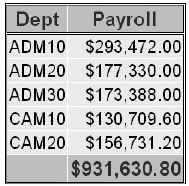 Dept Payroll
ADM10 $293,472.00
ADM20 $177,330.00
ADM30 $173,388.00
CAM10 $130,709.60
CAM20 $156,731.20
$931,630.80